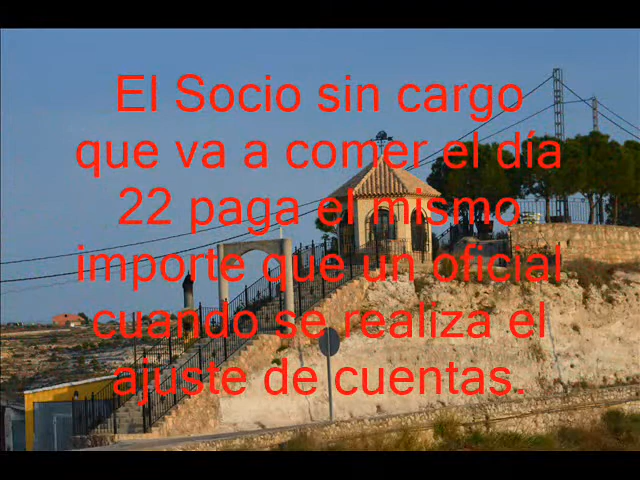 El Socio sin cargo
que va a comer el día
22 paga el mismo
importe que un oficial
cuando se realiza el
ajuste de cuentas.